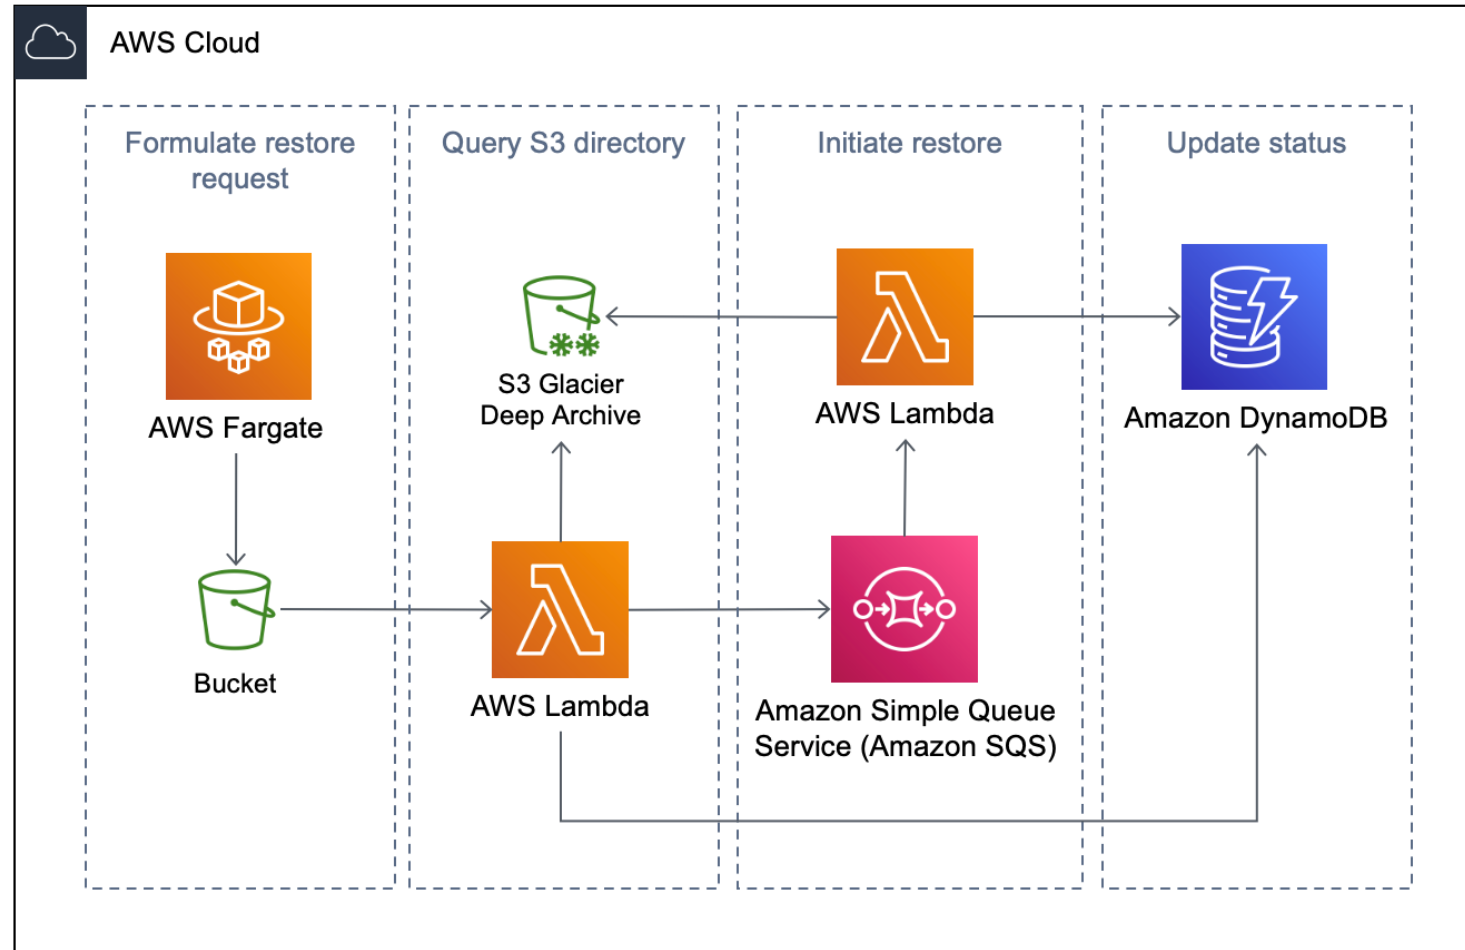 AWS Cloud
Formulate restore
request
AWS Fargate
Bucket
Query S3 directory
S3 Glacier
Deep Archive
AWS Lambda
Initiate restore
AWS Lambda
Amazon Simple Queue
Service (Amazon SQS)
Update status
Amazon DynamoDB